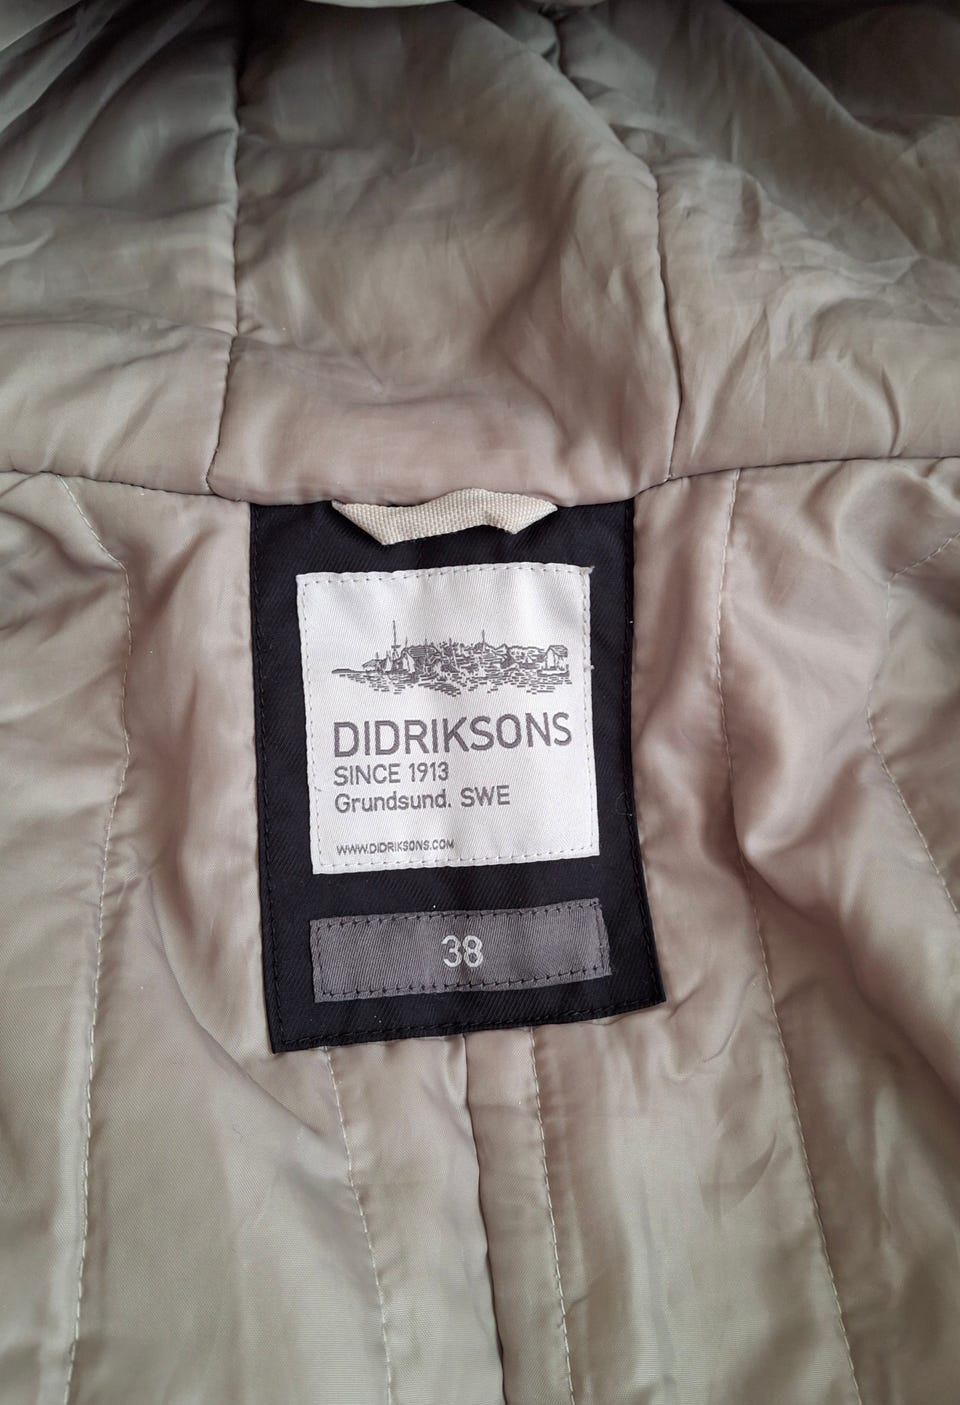 DIDRIKSONS
SINCE 1913
Grundsund. SWE
WWW.DIDRIKSONS.COM
38